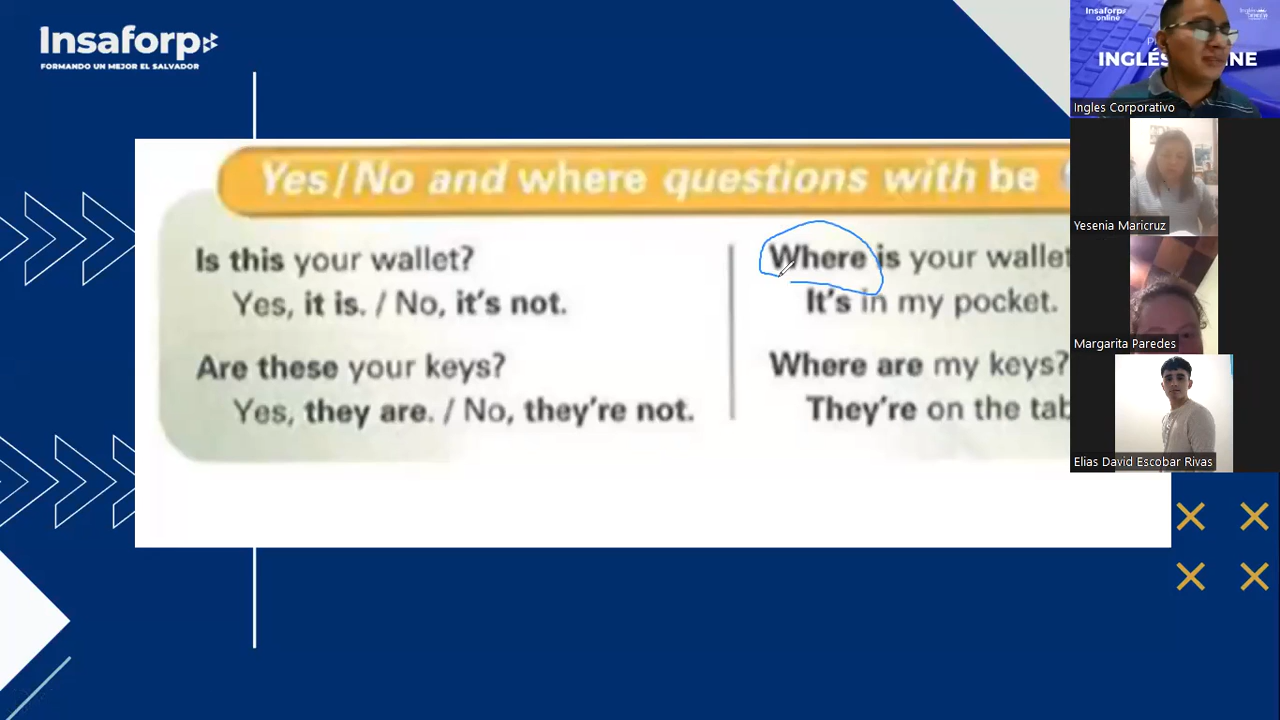 Insaforp
FORMANDO UN MEJOR EL SALVADOR
Yes/No and where questions with be
Is this your wallet?
Yes, it is. / No, it's not.
Are these your keys?
Yes, they are. / No, they're not.
Where is your wallet
It's in my pocket.
Where are my keys?
They're on the tab
Insaforp
online
INGLÉS
Ingles Corporativo
Yesenia Maricruz
Margarita Paredes
Elias David Escobar Rivas